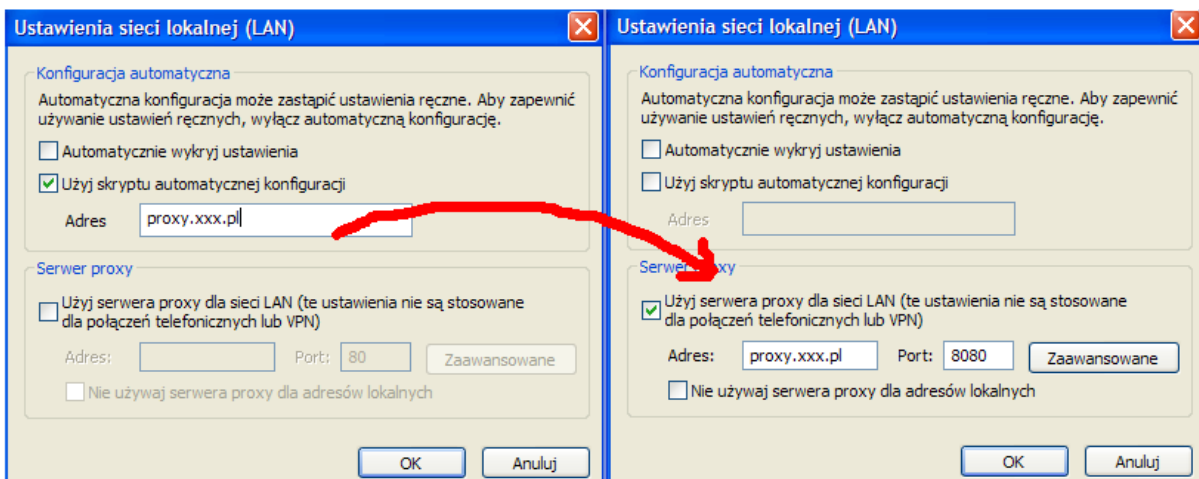 Ustawienia sieci lokalnej (LAN)
Konfiguracja automatyczna
Automatyczna konfiguracja może zastąpić ustawienia ręczne. Aby zapewnić
używanie ustawień ręcznych, wyłącz automatyczną konfigurację.
Automatycznie wykryj ustawienia
Użyj skryptu automatycznej konfiguracji
Adres proxy.xxx.pl
Serwer proxy
Użyj serwera proxy dla sieci LAN (te ustawienia nie są stosowane
dla połączeń telefonicznych lub VPN)
Adres: Port: 80 Zaawansowane
Nie używaj serwera proxy dla adresów lokalnych
OK Anuluj
Ustawienia sieci lokalnej (LAN)
Konfiguracja automatyczna
Automatyczna konfiguracja może zastąpić ustawienia ręczne. Aby zapewnić
używanie ustawień ręcznych, wyłącz automatyczną konfigurację.
Automatycznie wykryj ustawienia
Użyj skryptu automatycznej konfiguracji
Adres
Serwer proxy
Użyj serwera proxy dla sieci LAN (te ustawienia nie są stosowane
dla połączeń telefonicznych lub VPN)
Adres: proxy.xxx.pl Port: 8080 Zaawansowane
Nie używaj serwera proxy dla adresów lokalnych
OK Anuluj